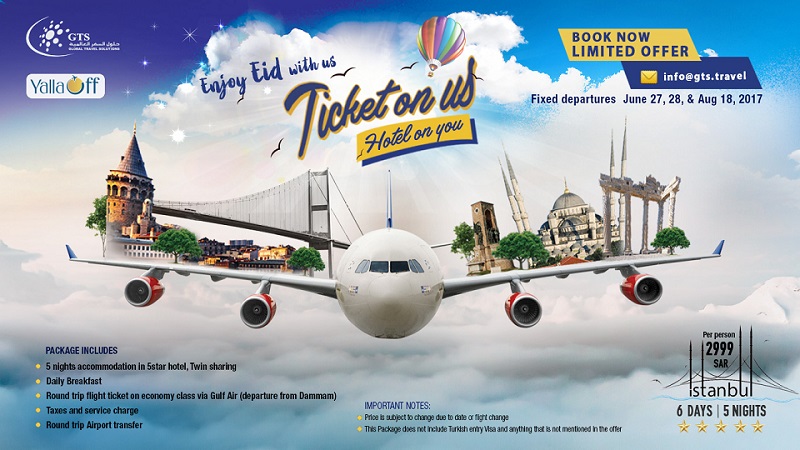 GTS
حلول السفر العالمية
GLOBAL TRAVEL SOLUTIONS
Yalla Off
Enjoy Eid with us
Ticket on us
Hotel on you
BOOK NOW
LIMITED OFFER
info@gts.travel
Fixed departures June 27, 28, & Aug 18, 2017
PACKAGE INCLUDES
5 nights accommodation in 5star hotel, Twin sharing
Daily Breakfast
Round trip flight ticket on economy class via Gulf Air (departure from Dammam)
Taxes and service charge
Round trip Airport transfer
IMPORTANT NOTES:
Price is subject to change due to date or flight change
This Package does not include Turkish entry Visa and anything that is not mentioned in the offer
Per person
2999
SAR
istanbul
6 DAYS | 5 NIGHTS